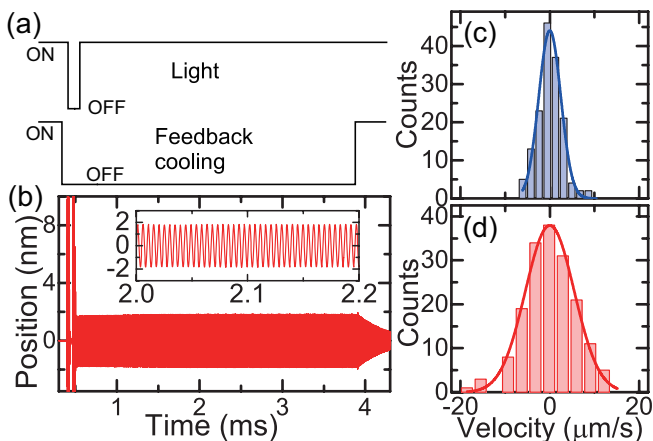 (a)
ON
Light
OFF
ON
Feedback
cooling
OFF
(b)
8
4
0
Position (nm)
2
0
-2
2.0 2.1 2.2
1 2 3 4
Time (ms)
(c)
40
30
20
10
0
Counts
(d)
40
30
20
10
0
Counts
-20 0 20
Velocity (μm/s)